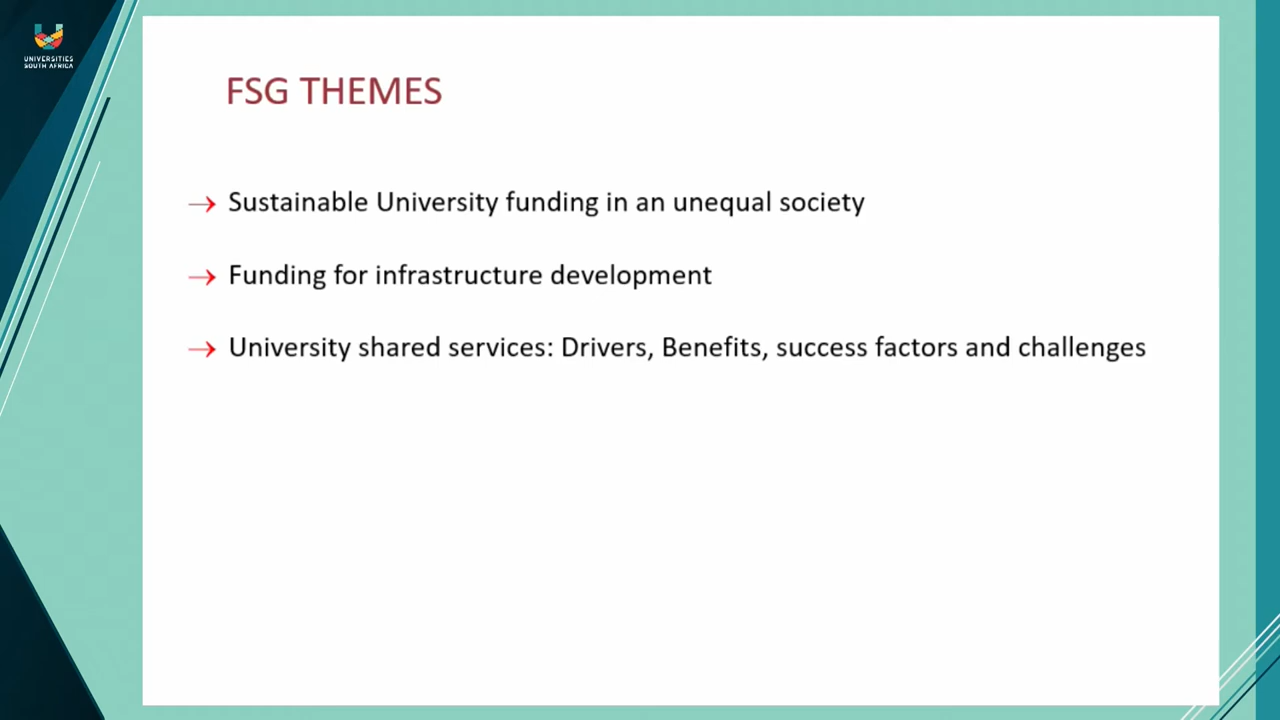 UNIVERSITIES
SOUTH AFRICA
FSG THEMES
→ Sustainable University funding in an unequal society
→ Funding for infrastructure development
→ University shared services: Drivers, Benefits, success factors and challenges